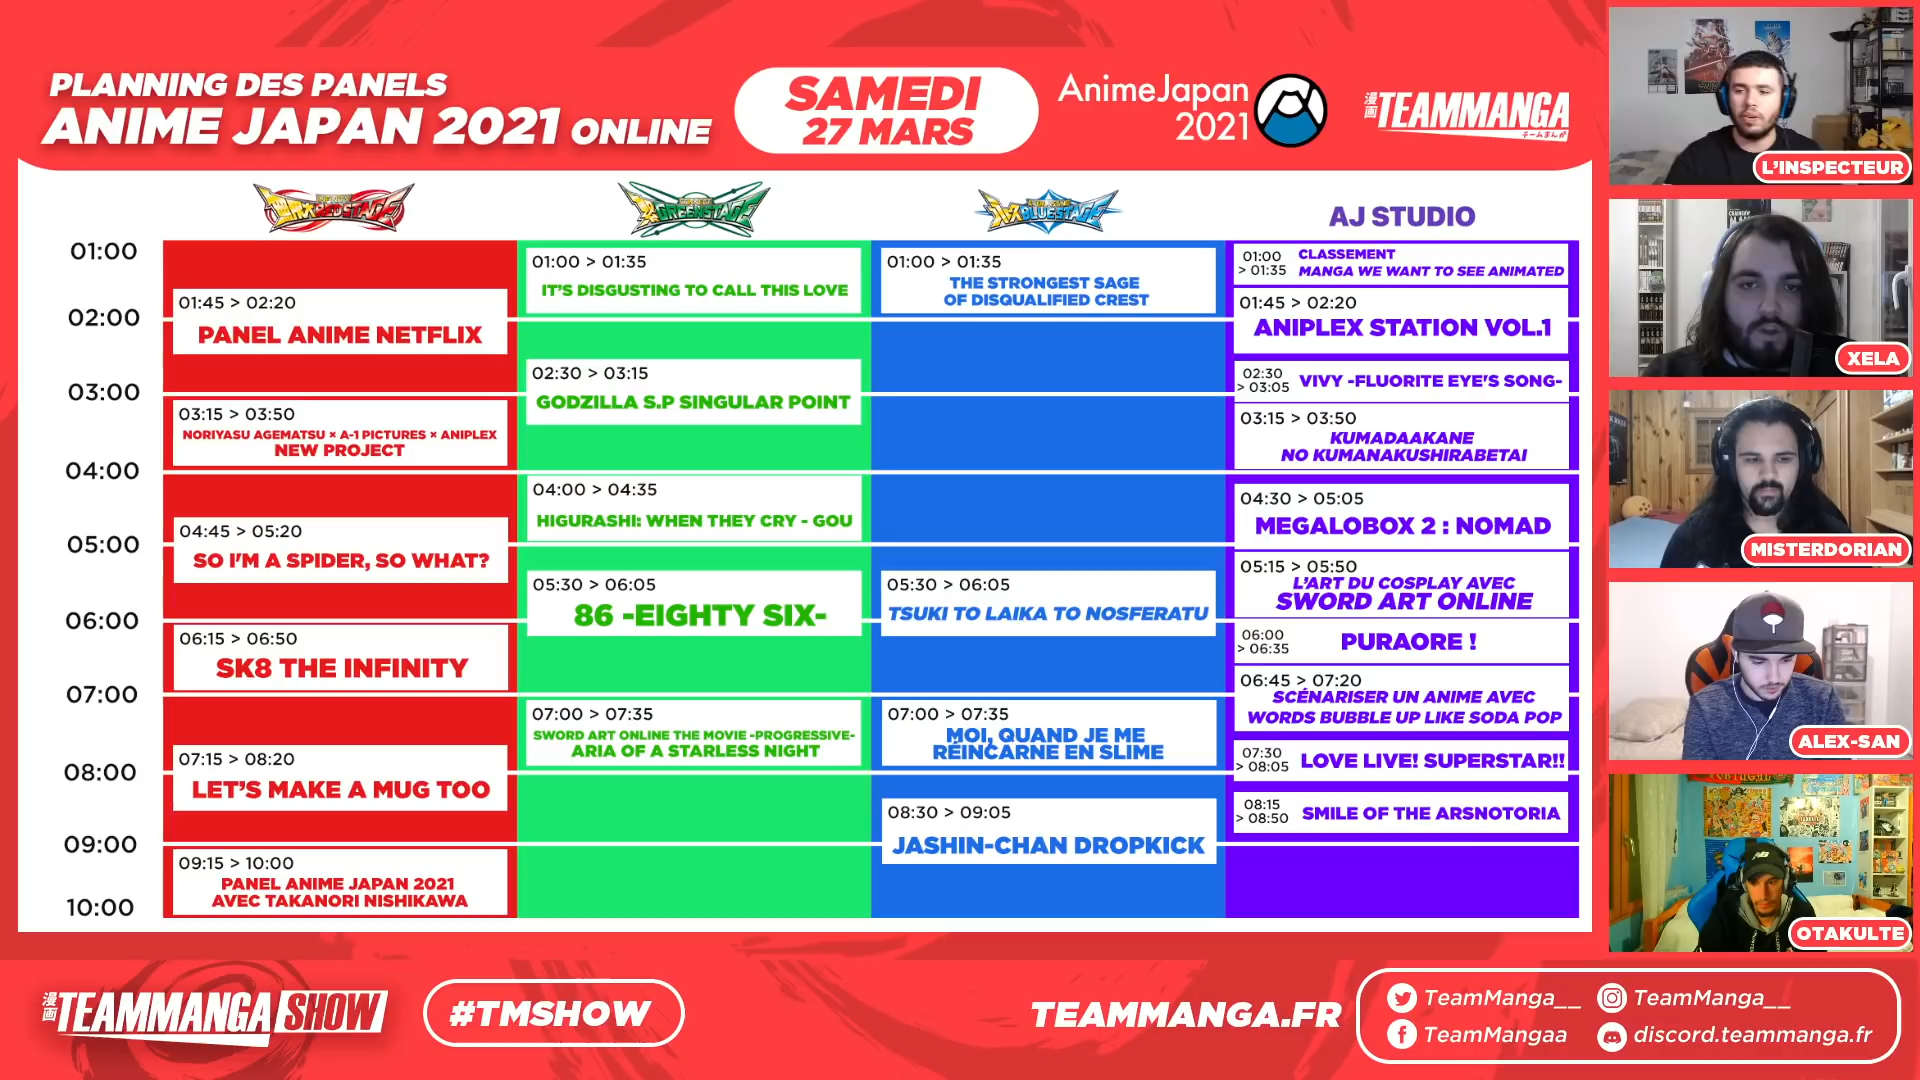 PLANNING DES PANELS
ANIME JAPAN 2021 ONLINE
SAMEDI
27 MARS
AnimeJapan
2021
漫画 TEAMMANGA
チームまんが
REDSTAGE
GREENSTAGE
BLUESTAGE
AJ STUDIO
01:00
02:00
03:00
04:00
05:00
06:00
07:00
08:00
09:00
10:00
01:45 > 02:20
PANEL ANIME NETFLIX
03:15 > 03:50
NORIYASU AGEMATSU × A-1 PICTURES × ANIPLEX
NEW PROJECT
04:45 > 05:20
SO I'M A SPIDER, SO WHAT?
06:15 > 06:50
SK8 THE INFINITY
07:15 > 08:20
LET'S MAKE A MUG TOO
09:15 > 10:00
PANEL ANIME JAPAN 2021
AVEC TAKANORI NISHIKAWA
01:00 > 01:35
IT'S DISGUSTING TO CALL THIS LOVE
02:30 > 03:15
GODZILLA S.P SINGULAR POINT
04:00 > 04:35
HIGURASHI: WHEN THEY CRY - GOU
05:30 > 06:05
86 -EIGHTY SIX-
07:00 > 07:35
SWORD ART ONLINE THE MOVIE -PROGRESSIVE-
ARIA OF A STARLESS NIGHT
01:00 > 01:35
THE STRONGEST SAGE
OF DISQUALIFIED CREST
05:30 > 06:05
TSUKI TO LAIKA TO NOSFERATU
07:00 > 07:35
MOI, QUAND JE ME
RÉINCARNE EN SLIME
08:30 > 09:05
JASHIN-CHAN DROPKICK
01:00 > 01:35
CLASSEMENT
MANGA WE WANT TO SEE ANIMATED
01:45 > 02:20
ANIPLEX STATION VOL.1
02:30 > 03:05
VIVY -FLUORITE EYE'S SONG-
03:15 > 03:50
KUMADAAKANE
NO KUMANAKUSHIRABETAI
04:30 > 05:05
MEGALOBOX 2 : NOMAD
05:15 > 05:50
L'ART DU COSPLAY AVEC
SWORD ART ONLINE
06:00 > 06:35
PURAORE !
06:45 > 07:20
SCÉNARISER UN ANIME AVEC
WORDS BUBBLE UP LIKE SODA POP
07:30 > 08:05
LOVE LIVE! SUPERSTAR!!
08:15 > 08:50
SMILE OF THE ARSNOTORIA
L'INSPECTEUR
XELA
MISTERDORIAN
ALEX-SAN
PORTUGAL
OTAKULTE
漫画 TEAMMANGA SHOW
#TMSHOW
TEAMMANGA.FR
TeamManga__
TeamManga__
TeamMangaa
discord.teammanga.fr